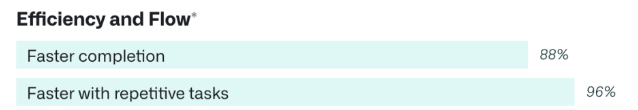 Efficiency and Flow*
Faster completion 88%
Faster with repetitive tasks 96%